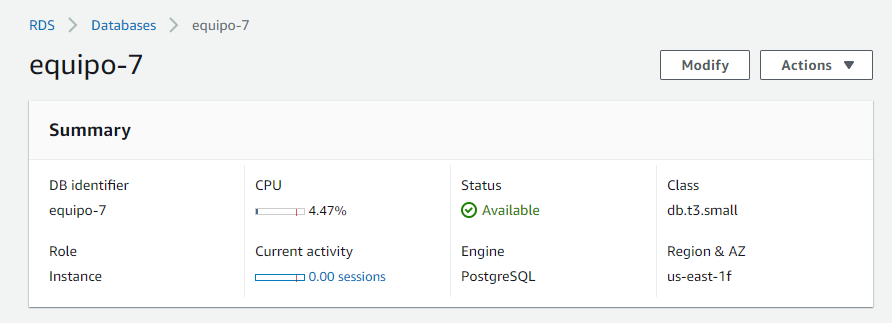 RDS > Databases > equipo-7
equipo-7
Modify
Actions
Summary
DB identifier
equipo-7
CPU
4.47%
Status
Available
Class
db.t3.small
Role
Instance
Current activity
0.00 sessions
Engine
PostgreSQL
Region & AZ
us-east-1f